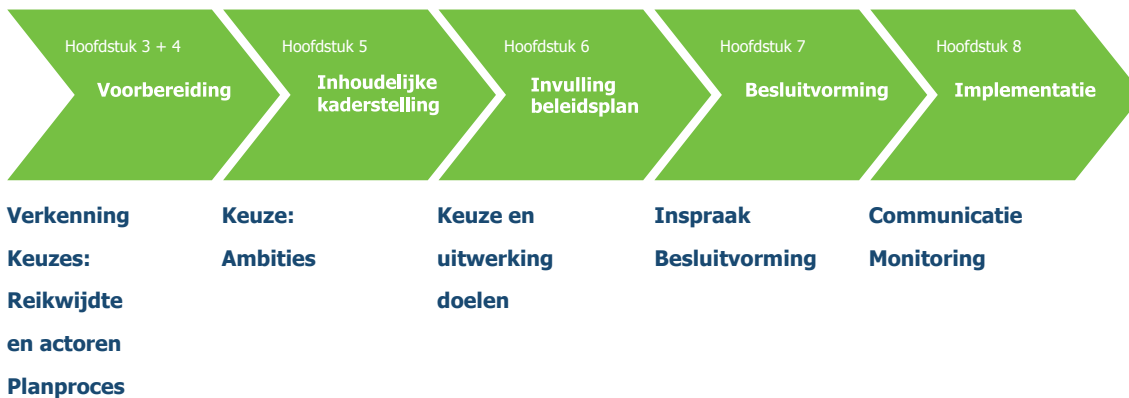 Hoofdstuk 3 + 4
Voorbereiding
Hoofdstuk 5
Inhoudelijke
kaderstelling
Hoofdstuk 6
Invulling
beleidsplan
Hoofdstuk 7
Besluitvorming
Hoofdstuk 8
Implementatie
Verkenning
Keuzes:
Reikwijdte
en actoren
Planproces
Keuze:
Ambities
Keuze en
uitwerking
doelen
Inspraak
Besluitvorming
Communicatie
Monitoring